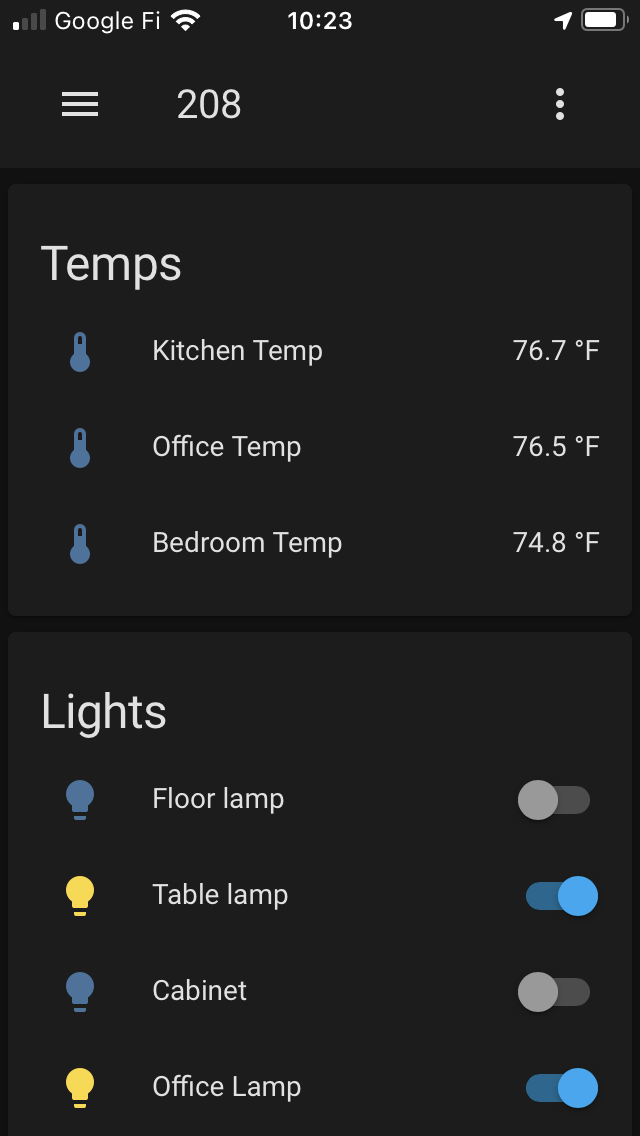 Google Fi 10:23
208
Temps
Kitchen Temp 76.7 °F
Office Temp 76.5 °F
Bedroom Temp 74.8 °F
Lights
Floor lamp
Table lamp
Cabinet
Office Lamp